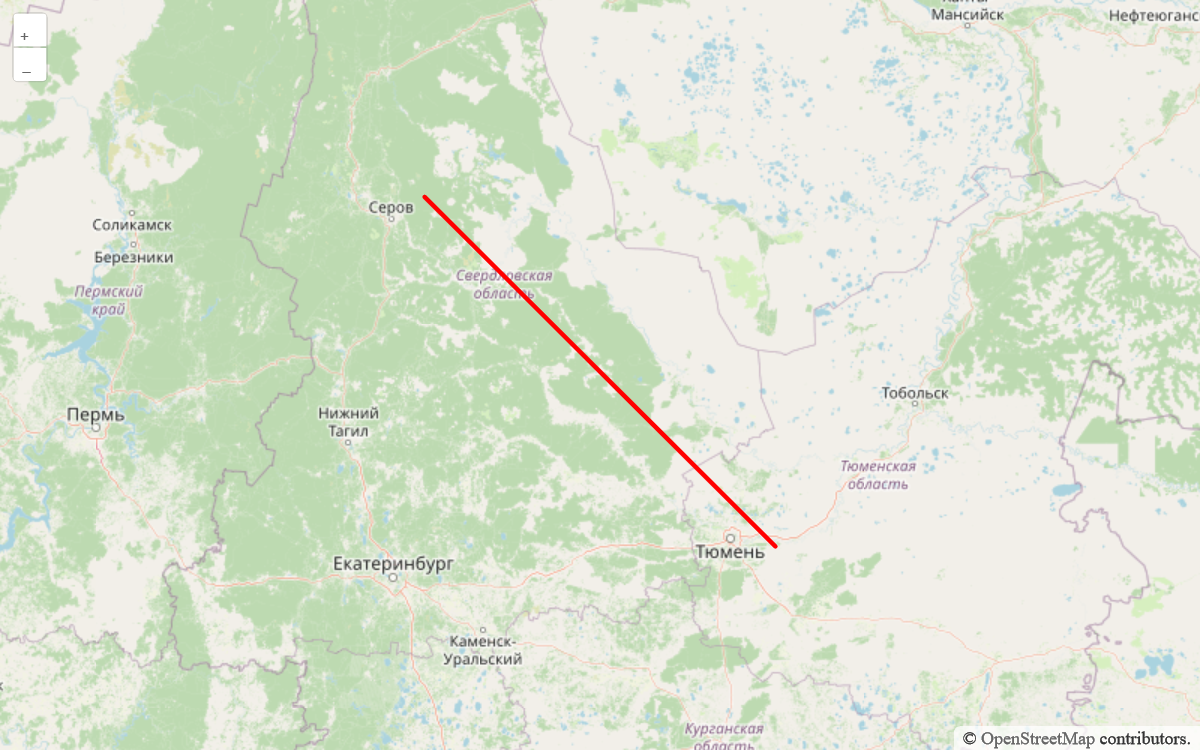 Ханты-
Мансийск
Нефтеюганс
+
–
Серов
Соликамск
Березники
Свердловская
область
Пермский
край
Тобольск
Пермь
Нижний
Тагил
Тюменская
область
Тюмень
Екатеринбург
Каменск-
Уральский
Курганская
область
© OpenStreetMap contributors.